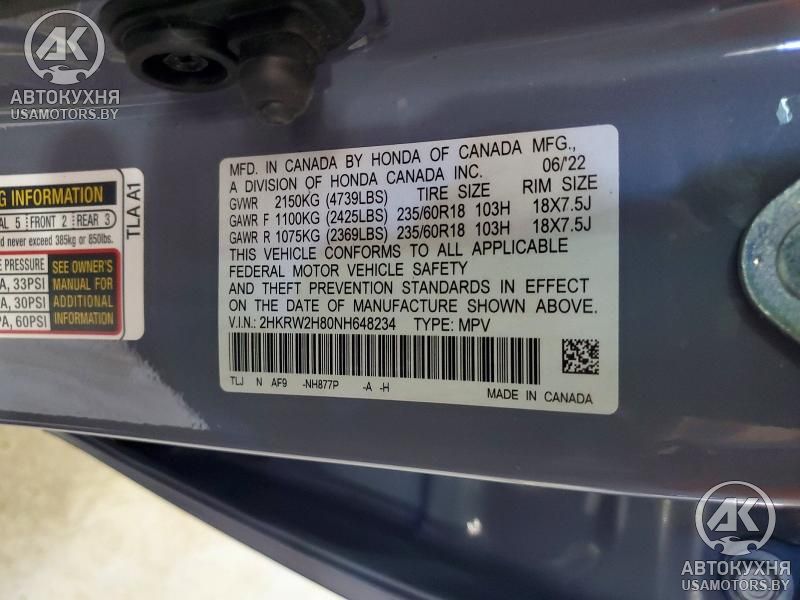 AK
АВТОКУХНЯ
USAMOTORS.BY
G INFORMATION
AL 5 FRONT 2 REAR 3
d never exceed 385kg or 850lbs.
E PRESSURE
A, 33PSI
A, 30PSI
PA, 60PSI
SEE OWNER'S
MANUAL FOR
ADDITIONAL
INFORMATION
TLA A1
MFD. IN CANADA BY HONDA OF CANADA MFG.,
A DIVISION OF HONDA CANADA INC. 06/'22
GVWR 2150KG (4739LBS) TIRE SIZE RIM SIZE
GAWR F 1100KG (2425LBS) 235/60R18 103H 18X7.5J
GAWR R 1075KG (2369LBS) 235/60R18 103H 18X7.5J
THIS VEHICLE CONFORMS TO ALL APPLICABLE
FEDERAL MOTOR VEHICLE SAFETY
AND THEFT PREVENTION STANDARDS IN EFFECT
ON THE DATE OF MANUFACTURE SHOWN ABOVE.
V.I.N.: 2HKRW2H80NH648234 TYPE: MPV
TLJ N AF9 -NH877P -A -H
MADE IN CANADA
AK
АВТОКУХНЯ
USAMOTORS.BY